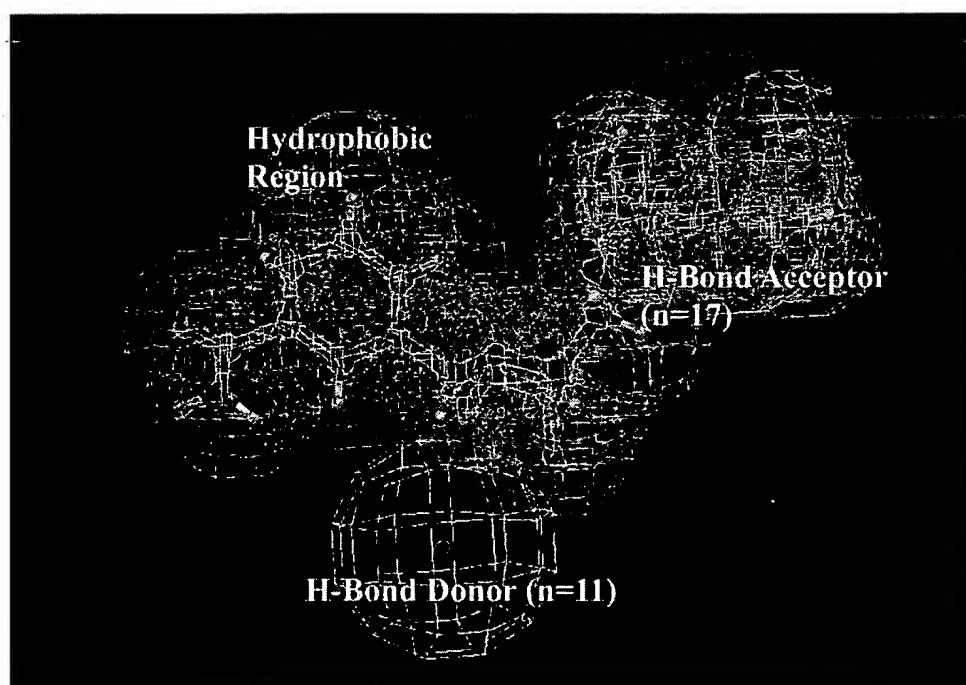 Hydrophobic
Region
H-Bond Acceptor
(n=17)
H-Bond Donor (n=11)